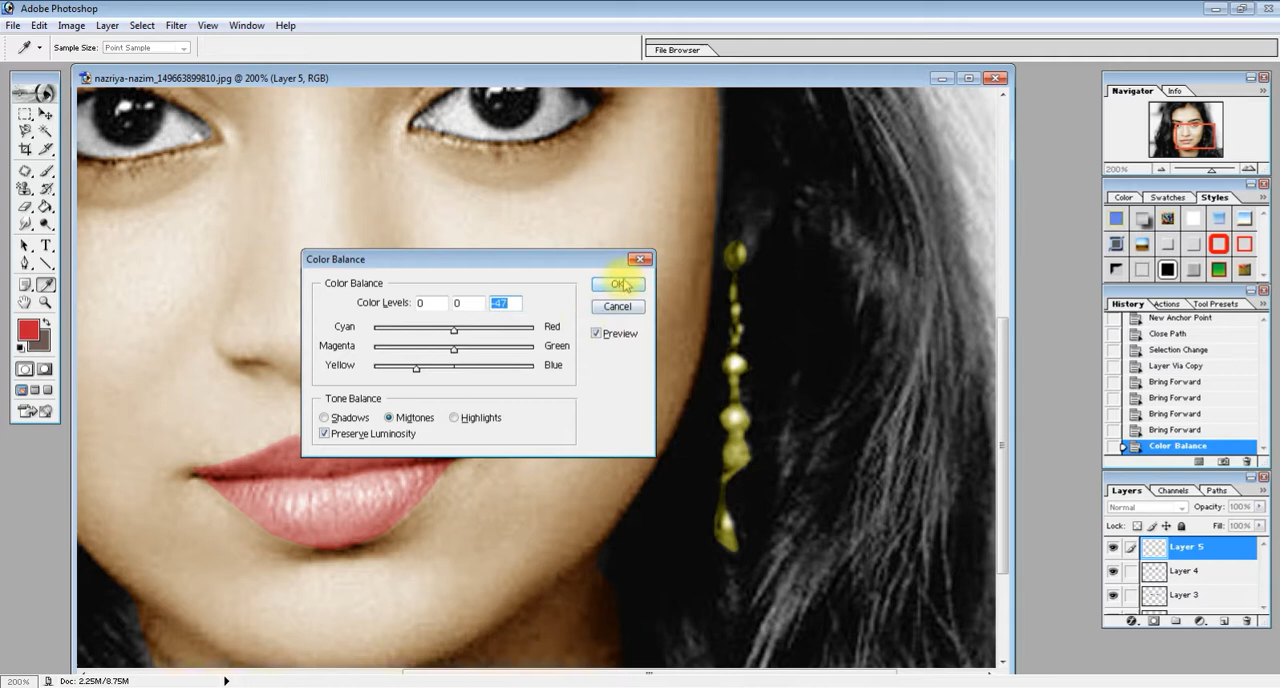 Adobe Photoshop
File Edit Image Layer Select Filter View Window Help
Sample Size: Point Sample
File Browser
nazriya-nazim_149663899810.jpg @ 200% (Layer 5, RGB)
Navigator Info
200%
Color Swatches Styles
History Actions Tool Presets
New Anchor Point
Close Path
Selection Change
Layer Via Copy
Bring Forward
Bring Forward
Bring Forward
Bring Forward
Color Balance
Layers Channels Paths
Normal Opacity: 100%
Lock: Fill: 100%
Layer 5
Layer 4
Layer 3
Color Balance
Color Balance
Color Levels: 0 0 -47
Cyan Red
Magenta Green
Yellow Blue
Tone Balance
Shadows Midtones Highlights
Preserve Luminosity
OK
Cancel
Preview
200% Doc: 2.25M/8.75M